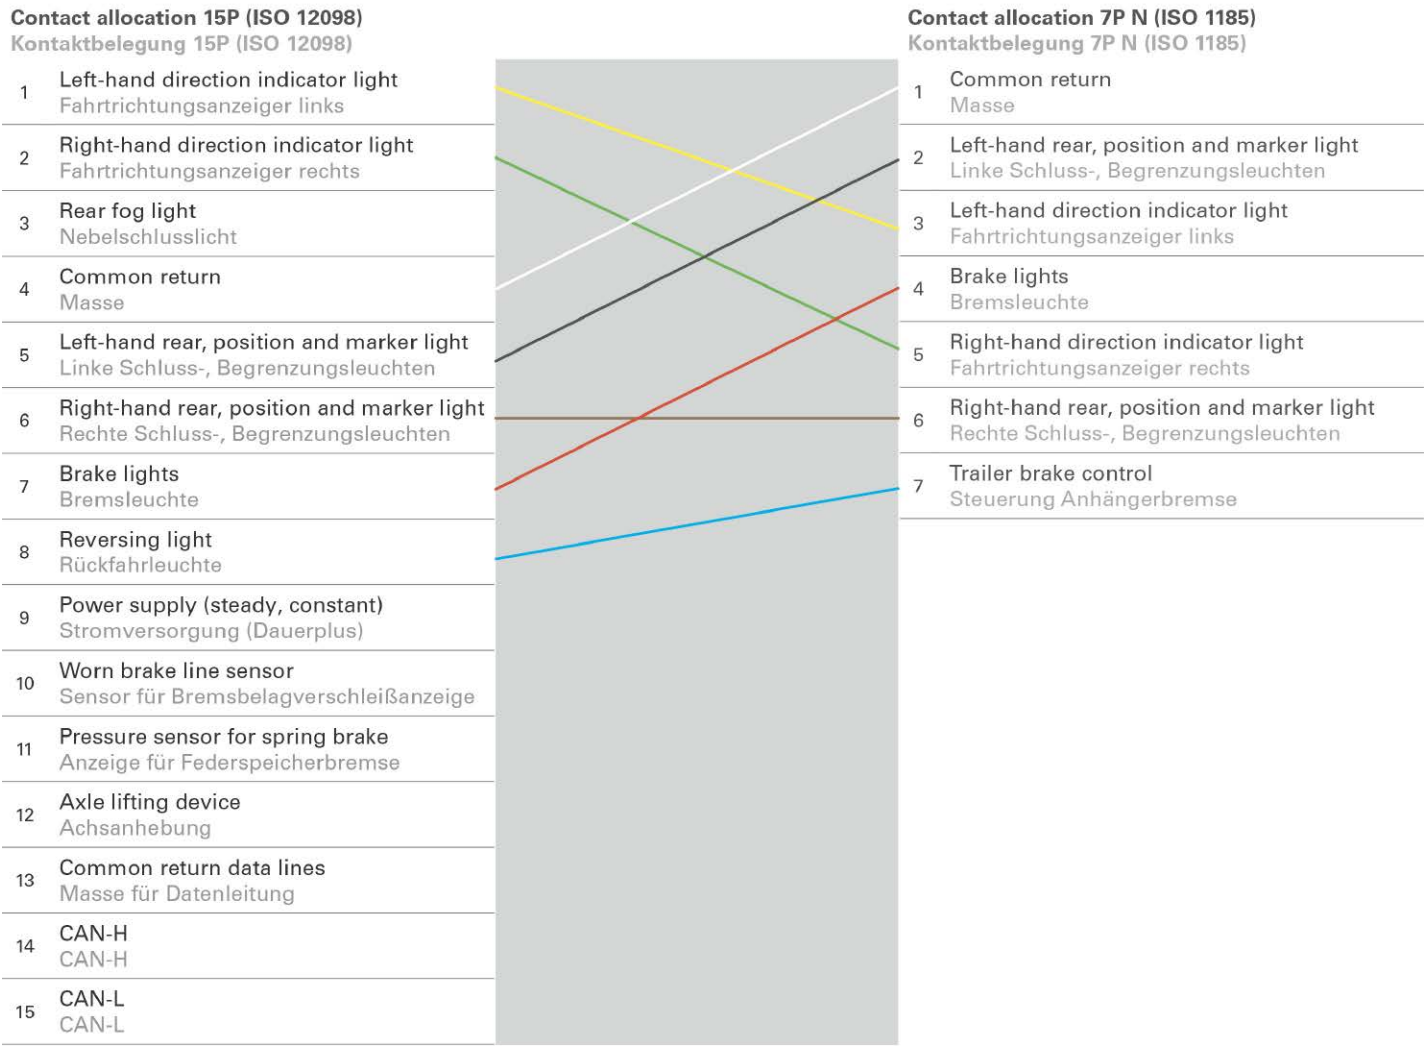 Contact allocation 15P (ISO 12098)
Kontaktbelegung 15P (ISO 12098)
1
Left-hand direction indicator light
Fahrtrichtungsanzeiger links
2
Right-hand direction indicator light
Fahrtrichtungsanzeiger rechts
3
Rear fog light
Nebelschlusslicht
4
Common return
Masse
5
Left-hand rear, position and marker light
Linke Schluss-, Begrenzungsleuchten
6
Right-hand rear, position and marker light
Rechte Schluss-, Begrenzungsleuchten
7
Brake lights
Bremsleuchte
8
Reversing light
Rückfahrleuchte
9
Power supply (steady, constant)
Stromversorgung (Dauerplus)
10
Worn brake line sensor
Sensor für Bremsbelagverschleißanzeige
11
Pressure sensor for spring brake
Anzeige für Federspeicherbremse
12
Axle lifting device
Achsanhebung
13
Common return data lines
Masse für Datenleitung
14
CAN-H
CAN-H
15
CAN-L
CAN-L
Contact allocation 7P N (ISO 1185)
Kontaktbelegung 7P N (ISO 1185)
1
Common return
Masse
2
Left-hand rear, position and marker light
Linke Schluss-, Begrenzungsleuchten
3
Left-hand direction indicator light
Fahrtrichtungsanzeiger links
4
Brake lights
Bremsleuchte
5
Right-hand direction indicator light
Fahrtrichtungsanzeiger rechts
6
Right-hand rear, position and marker light
Rechte Schluss-, Begrenzungsleuchten
7
Trailer brake control
Steuerung Anhängerbremse